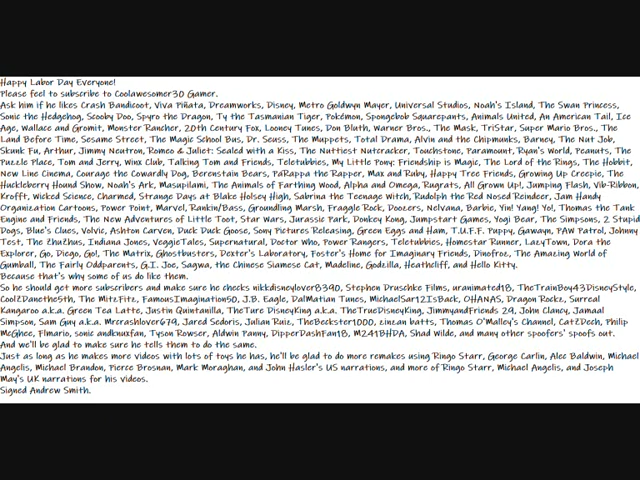 Happy Labor Day Everyone!
Please feel to subscribe to Coolawesomer30 Gamer.
Ask him if he likes Crash Bandicoot, Viva Piñata, Dreamworks, Disney, Metro Goldwyn Mayer, Universal Studios, Noah's Island, The Swan Princess,
Sonic the Hedgehog, Scooby Doo, Spyro the Dragon, Ty the Tasmanian Tiger, Pokémon, Spongebob Squarepants, Animals United, An American Tail, Ice
Age, Wallace and Gromit, Monster Rancher, 20th Century Fox, Looney Tunes, Don Bluth, Warner Bros., The Mask, TriStar, Super Mario Bros., The
Land Before Time, Sesame Street, The Magic School Bus, Dr. Seuss, The Muppets, Total Drama, Alvin and the Chipmunks, Barney, The Nut Job,
Skunk Fu, Arthur, Jimmy Neutron, Romeo & Juliet: Sealed with a Kiss, The Nuttiest Nutcracker, Touchstone, Paramount, Ryan's World, Peanuts, The
Puzzle Place, Tom and Jerry, Winx Club, Talking Tom and Friends, Teletubbies, My Little Pony: Friendship is Magic, The Lord of the Rings, The Hobbit,
New Line Cinema, Courage the Cowardly Dog, Berenstain Bears, PaRappa the Rapper, Max and Ruby, Happy Tree Friends, Growing Up Creepie, The
Huckleberry Hound Show, Noah's Ark, Masupilami, The Animals of Farthing Wood, Alpha and Omega, Rugrats, All Grown Up!, Jumping Flash, Vib-Ribbon,
Krofft, Wicked Science, Charmed, Strange Days at Blake Holsey High, Sabrina the Teenage Witch, Rudolph the Red Nosed Reindeer, Jam Handy
Organization Cartoons, Power Point, Marvel, Rankin/Bass, Groundling Marsh, Fraggle Rock, Doozers, Nelvana, Barbie, Yin! Yang! Yo!, Thomas the Tank
Engine and Friends, The New Adventures of Little Toot, Star Wars, Jurassic Park, Donkey Kong, Jumpstart Games, Yogi Bear, The Simpsons, 2 Stupid
Dogs, Blue's Clues, Volvic, Ashton Carven, Duck Duck Goose, Sony Pictures Releasing, Green Eggs and Ham, T.U.F.F. Puppy, Gawayn, PAW Patrol, Johnny
Test, The ZhuZhus, Indiana Jones, VeggieTales, Supernatural, Doctor Who, Power Rangers, Teletubbies, Homestar Runner, LazyTown, Dora the
Explorer, Go, Diego, Go!, The Matrix, Ghostbusters, Dexter's Laboratory, Foster's Home for Imaginary Friends, Dinofroz, The Amazing World of
Gumball, The Fairly Oddparents, G.I. Joe, Sagwa, the Chinese Siamese Cat, Madeline, Godzilla, Heathcliff, and Hello Kitty.
Because that's why some of us do like them.
So he should get more subscribers and make sure he checks nikkdisneylover8390, Stephen Druschke Films, uranimated18, TheTrainBoy43DisneyStyle,
CoolZDanethe5th, The MitzFitz, FamousImagination50, J.B. Eagle, DalMatian Tunes, MichaelSar12IsBack, OHANAS, Dragon Rockz, Surreal
Kangaroo a.k.a. Green Tea Latte, Justin Quintanilla, TheTure DisneyKing a.k.a. TheTrueDisneyKing, JimmyandFriends 29, John Clancy, Jamaal
Simpson, Sam Guy a.k.a. Mrcrashlover679, Jared Sedoris, Julian Ruiz, TheBeckster1000, zinzan batts, Thomas O'Malley's Channel, CatZDech, Philip
McGhee, Flmario, sonic andknuxfan, Tyson Rowser, Aldwin Panny, DipperDashFan18, M241BHDA, Shad Wilde, and many other spoofers' spoofs out.
And we'll be glad to make sure he tells them to do the same.
Just as long as he makes more videos with lots of toys he has, he'll be glad to do more remakes using Ringo Starr, George Carlin, Alec Baldwin, Michael
Angelis, Michael Brandon, Pierce Brosnan, Mark Moraghan, and John Hasler's US narrations, and more of Ringo Starr, Michael Angelis, and Joseph
May's UK narrations for his videos.
Signed Andrew Smith.